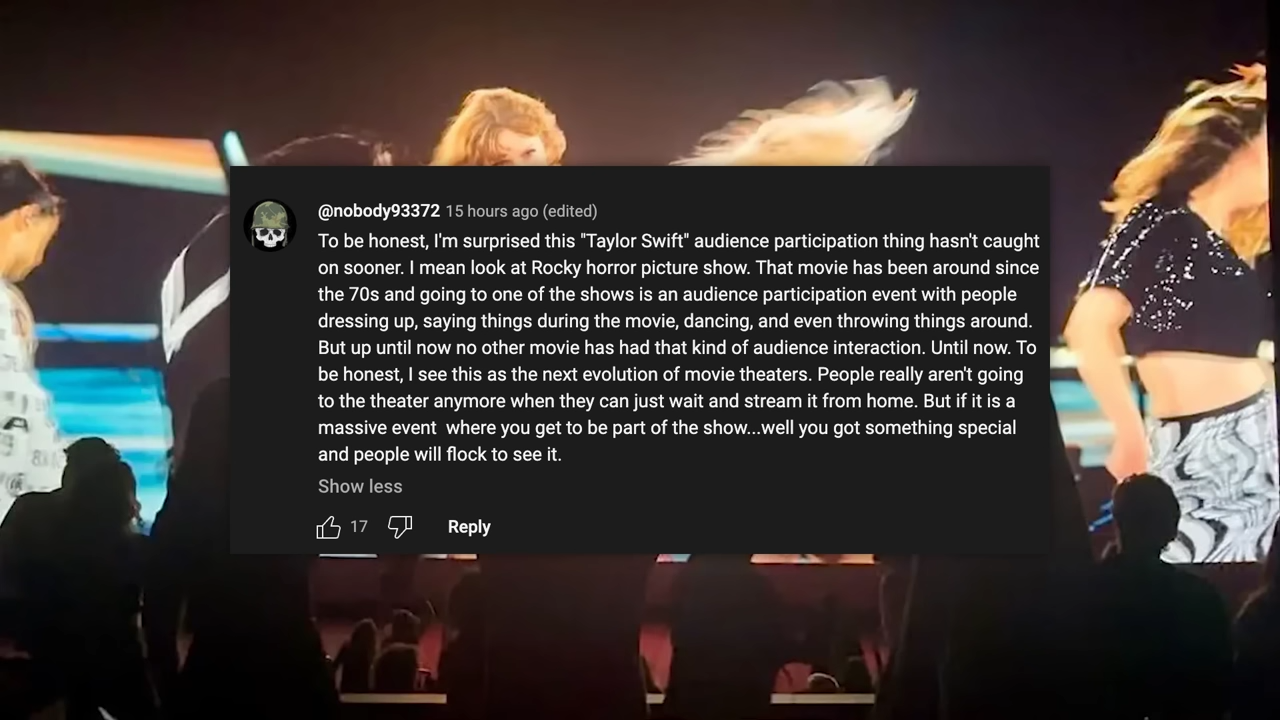 @nobody93372 15 hours ago (edited)
To be honest, I'm surprised this "Taylor Swift" audience participation thing hasn't caught
on sooner. I mean look at Rocky horror picture show. That movie has been around since
the 70s and going to one of the shows is an audience participation event with people
dressing up, saying things during the movie, dancing, and even throwing things around.
But up until now no other movie has had that kind of audience interaction. Until now. To
be honest, I see this as the next evolution of movie theaters. People really aren't going
to the theater anymore when they can just wait and stream it from home. But if it is a
massive event  where you get to be part of the show...well you got something special
and people will flock to see it.
Show less
17 Reply